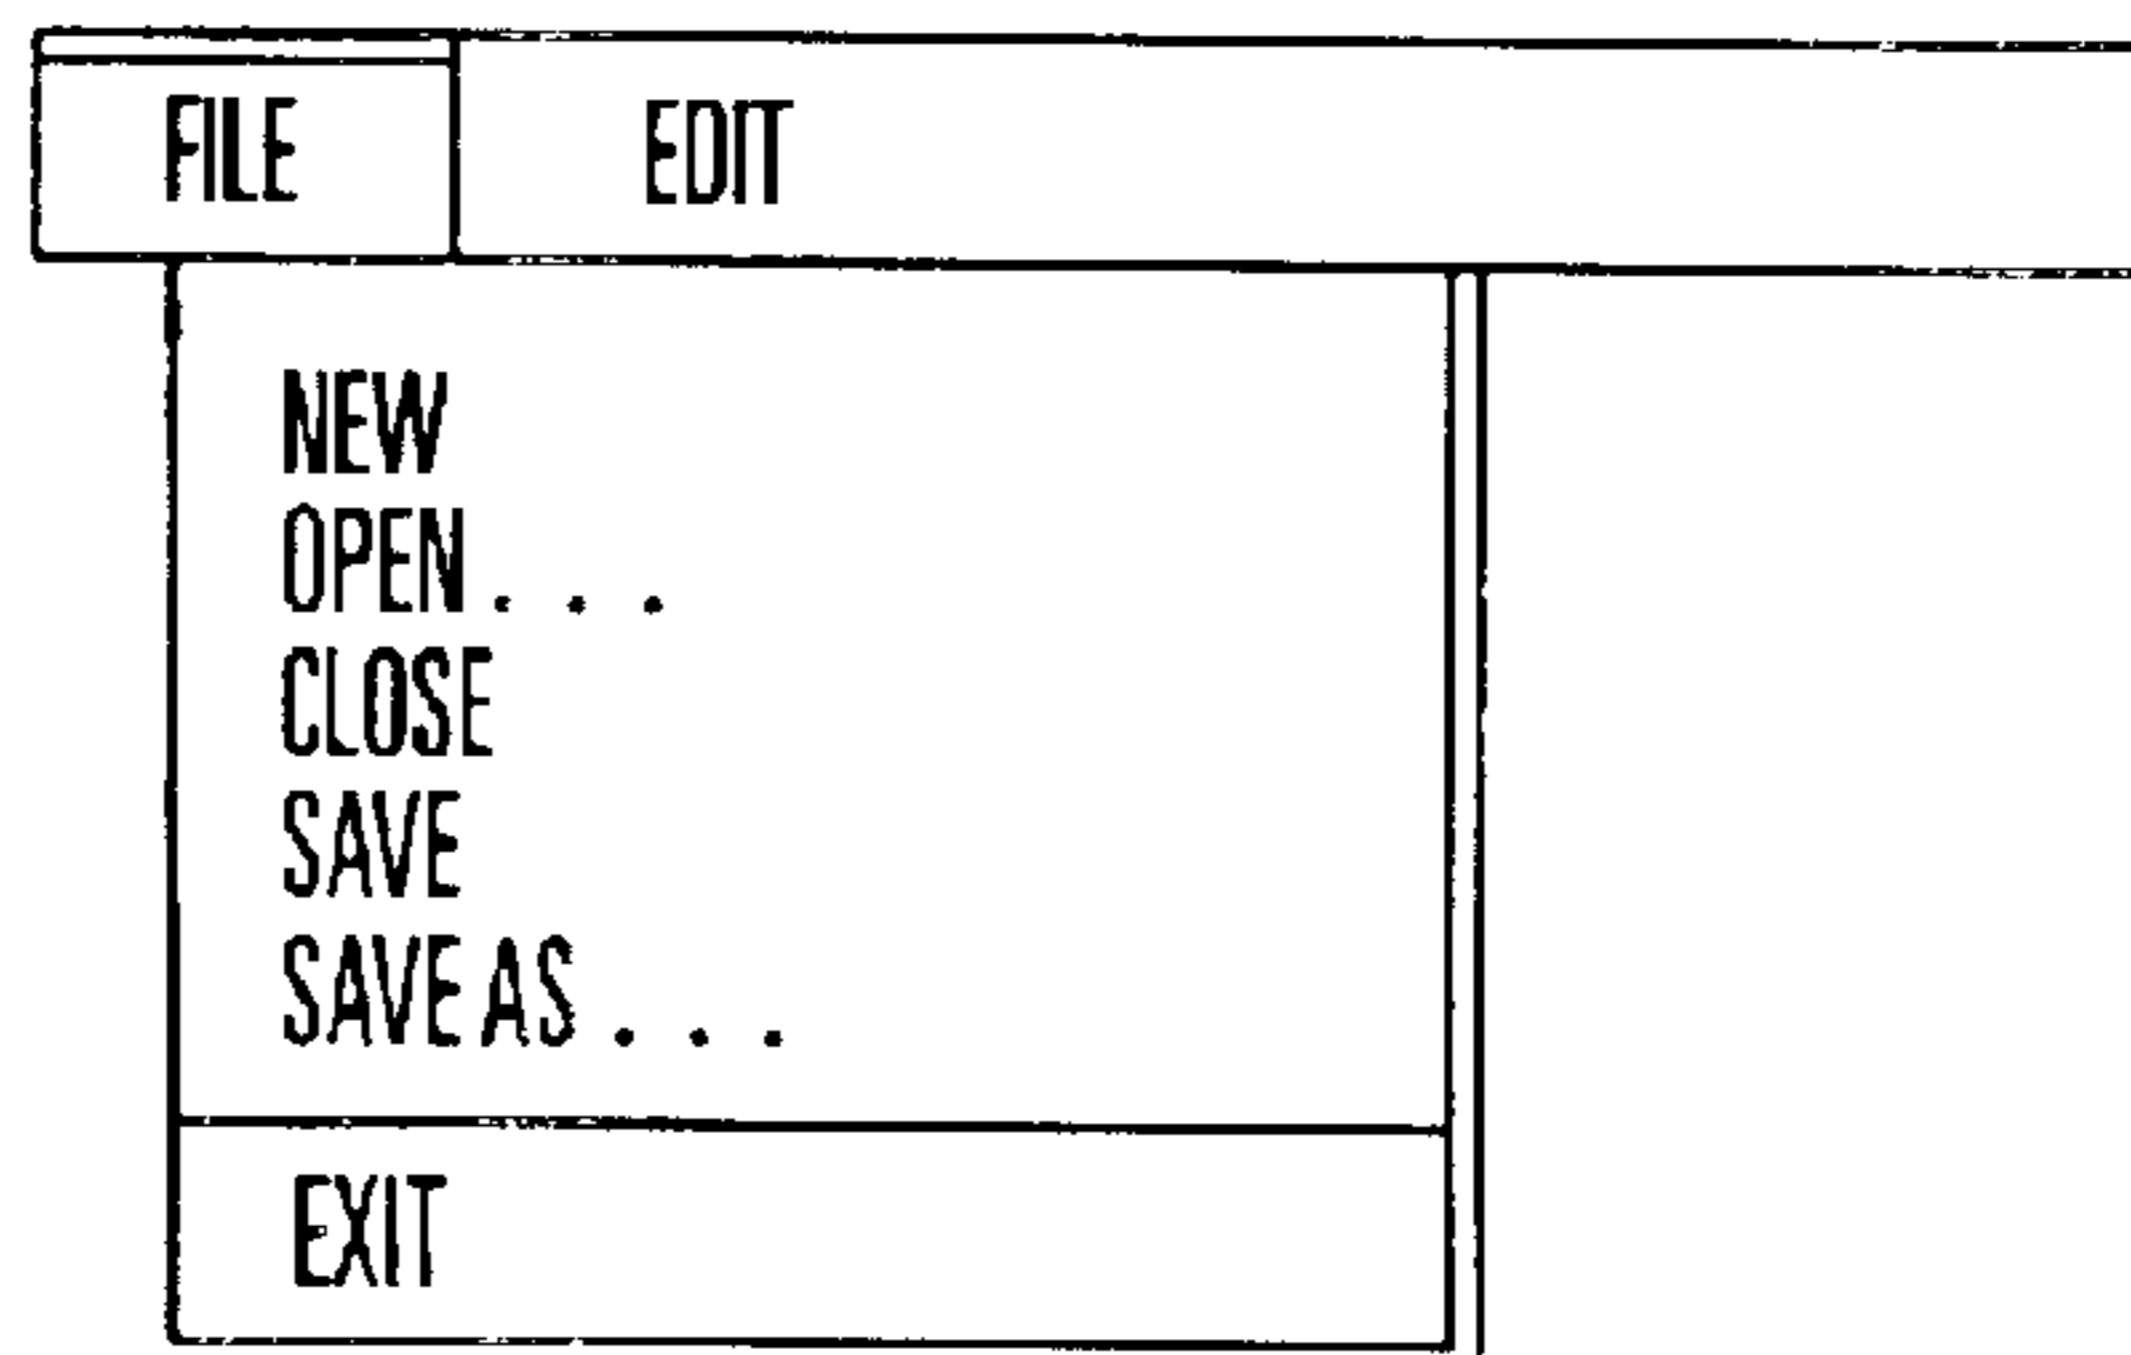 FILE EDIT
NEW
OPEN . . .
CLOSE
SAVE
SAVE AS . . .
EXIT